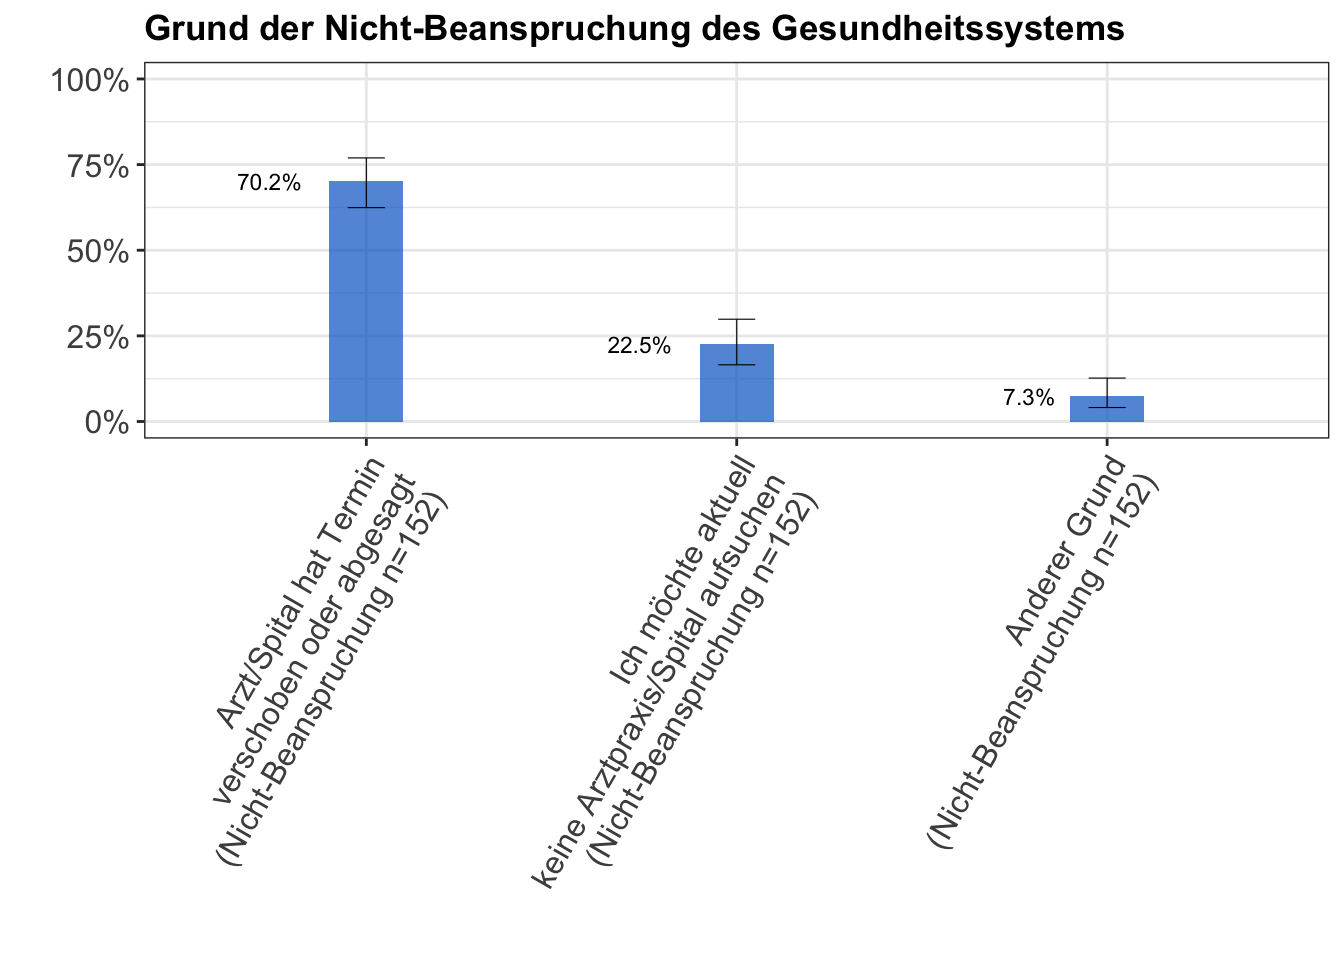 Grund der Nicht-Beanspruchung des Gesundheitssystems
100%
75%
50%
25%
0%
70.2%
22.5%
7.3%
Arzt/Spital hat Termin
verschoben oder abgesagt
(Nicht-Beanspruchung n=152)
Ich möchte aktuell
keine Arztpraxis/Spital aufsuchen
(Nicht-Beanspruchung n=152)
Anderer Grund
(Nicht-Beanspruchung n=152)